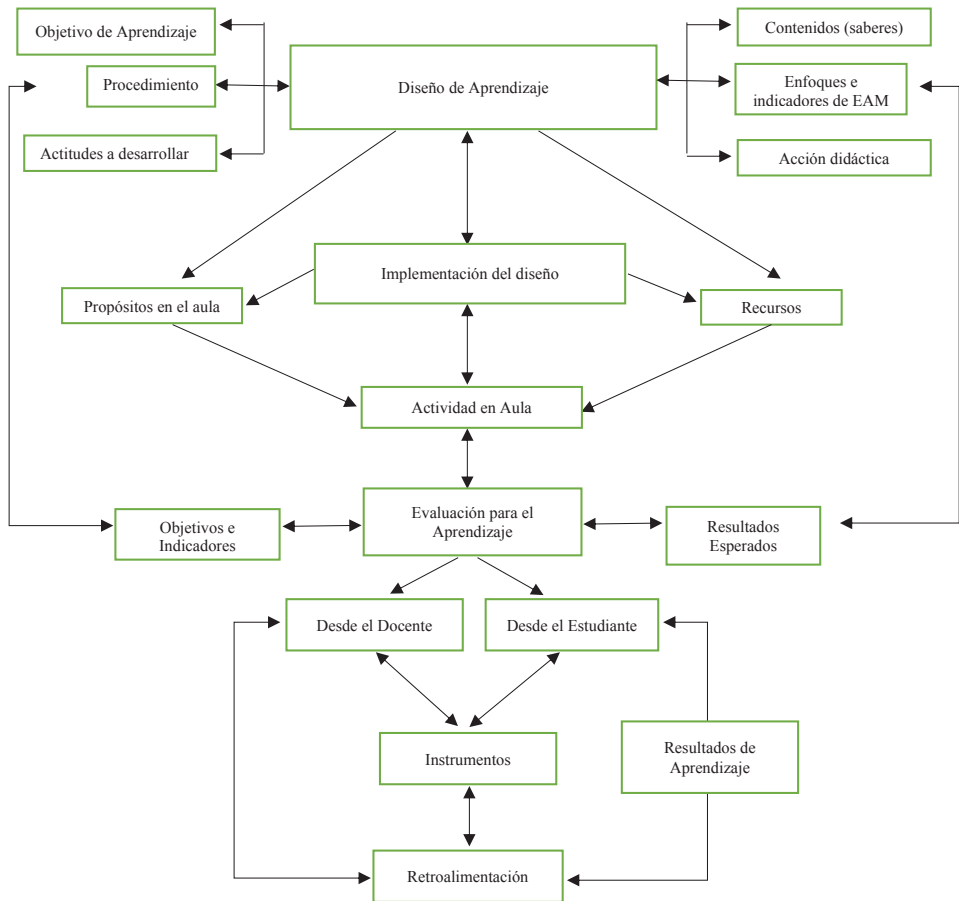 Objetivo de Aprendizaje
Contenidos (saberes)
Procedimiento
Diseño de Aprendizaje
Enfoques e
indicadores de EAM
Actitudes a desarrollar
Acción didáctica
Implementación del diseño
Propósitos en el aula
Recursos
Actividad en Aula
Evaluación para el
Aprendizaje
Objetivos e
Indicadores
Resultados
Esperados
Desde el Docente
Desde el Estudiante
Instrumentos
Resultados de
Aprendizaje
Retroalimentación